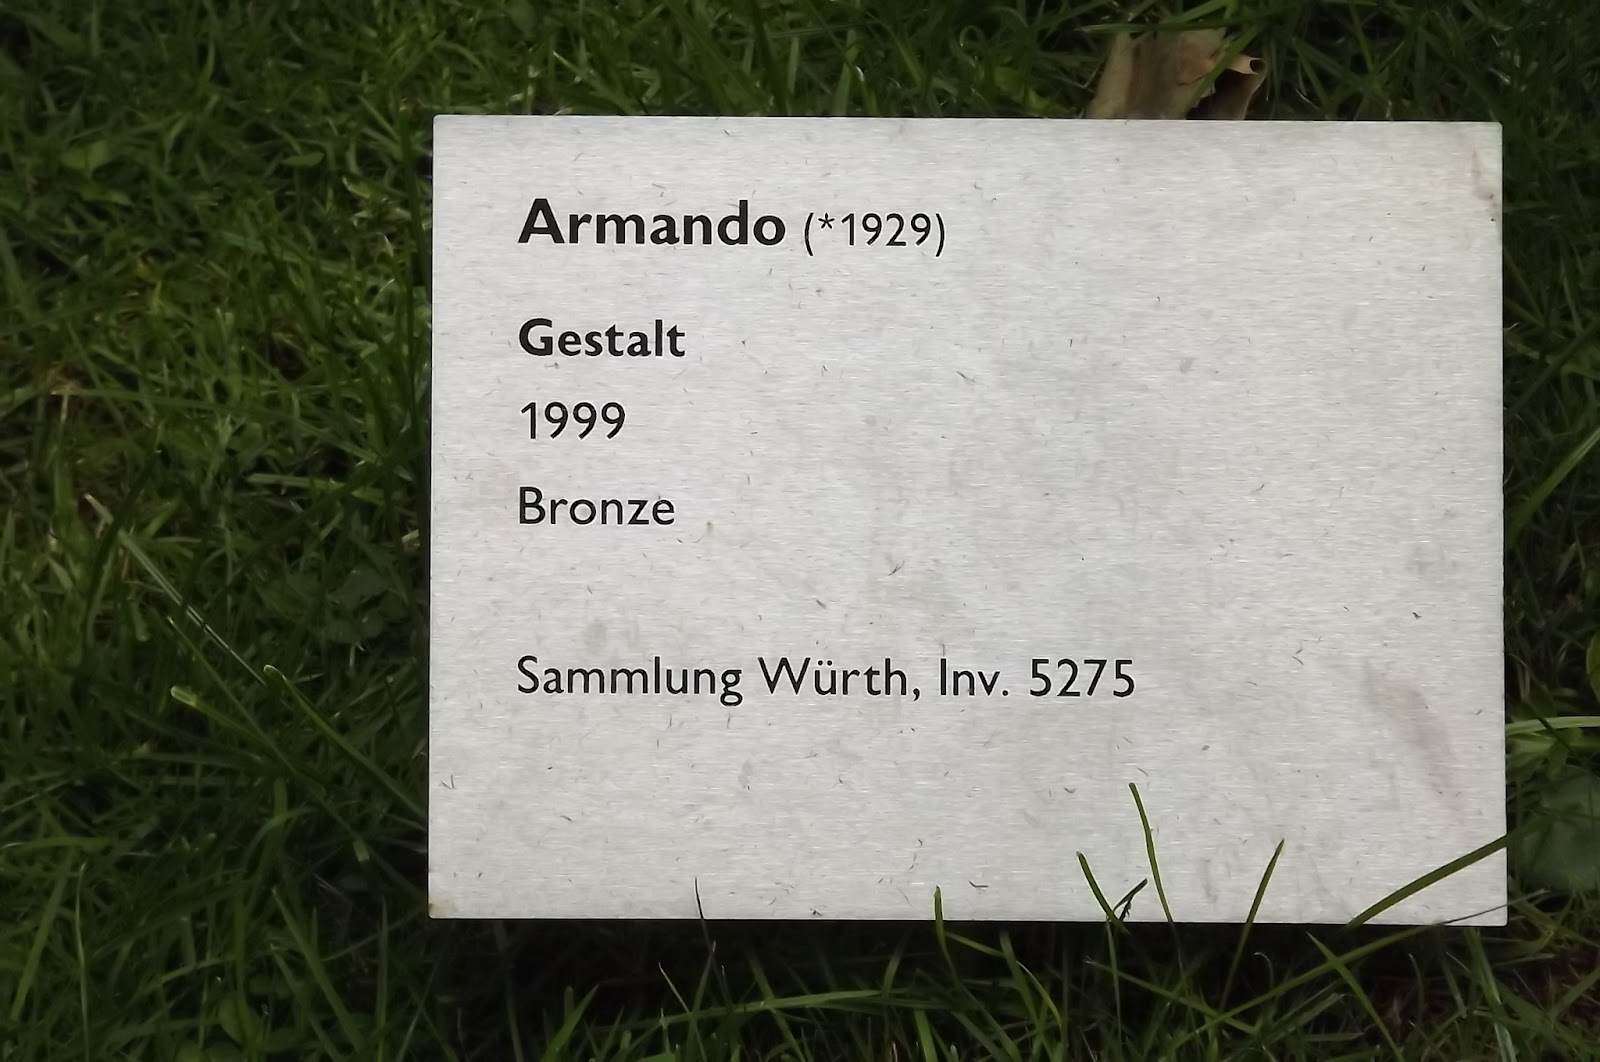 Armando (*1929)
Gestalt
1999
Bronze
Sammlung Würth, Inv. 5275